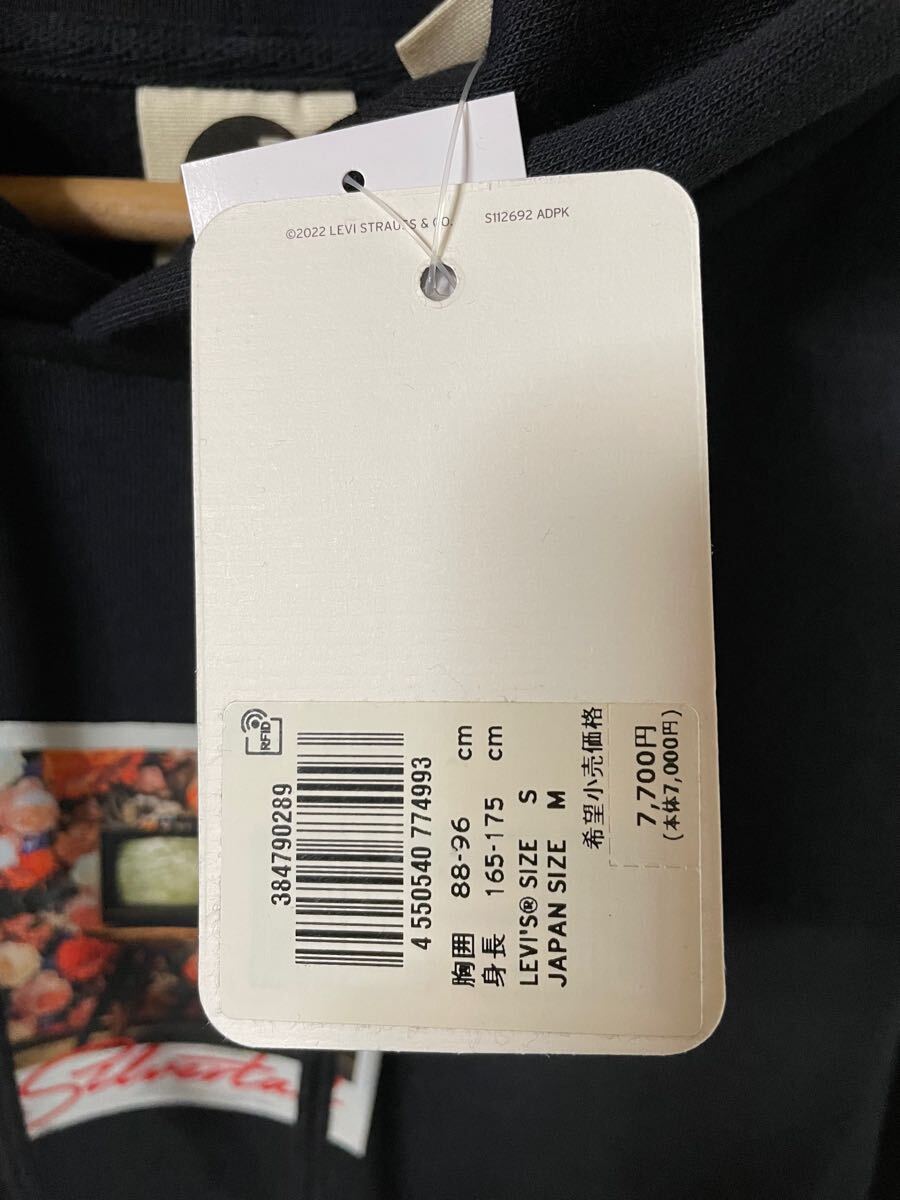 ©2022 LEVI STRAUSS & CO.
S112692 ADPK
RFID
384790289
4 550540 774993
胸囲 88-96 cm
身長 165-175 cm
LEVI'S® SIZE S
JAPAN SIZE M
希望小売価格
7,700円
(本体7,000円)